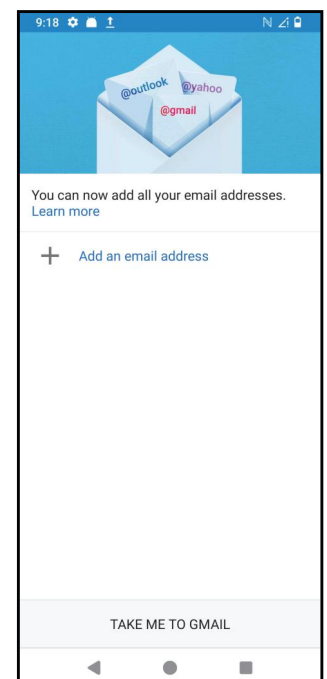 9:18
@outlook @yahoo
@gmail
You can now add all your email addresses.
Learn more
Add an email address
TAKE ME TO GMAIL